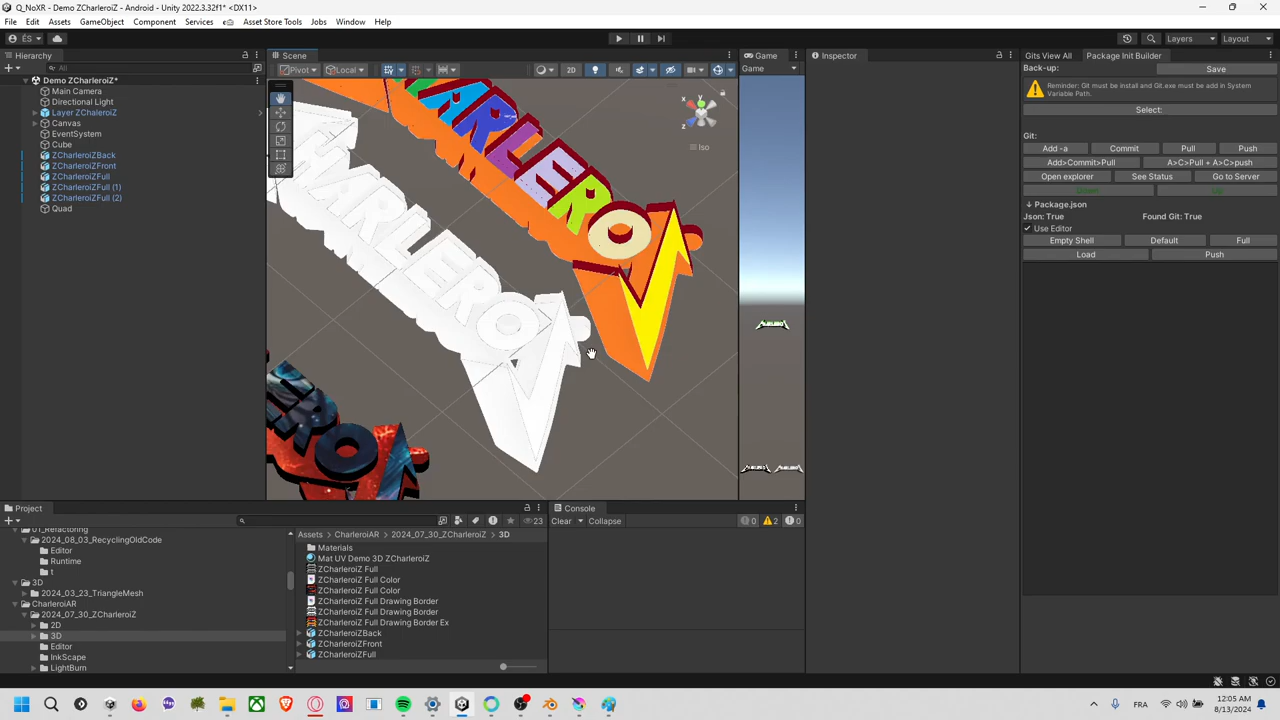 Q_NoXR - Demo ZCharleroiZ - Android - Unity 2022.3.32f1* <DX11>
File Edit Assets GameObject Component Services Asset Store Tools Jobs Window Help
ÉS
Layers Layout
Hierarchy
All
Demo ZCharleroiZ*
Main Camera
Directional Light
Layer ZChaleroiZ
Canvas
EventSystem
Cube
ZCharleroiZBack
ZCharleroiZFront
ZCharleroiZFull
ZCharleroiZFull (1)
ZCharleroiZFull (2)
Quad
Scene
Pivot Local 2D
x y z
Iso
Game
Game
Inspector
Gits View All Package Init Builder
Back-up: Save
Reminder: Git must be install and Git.exe must be add in System Variable Path.
Select:
Git:
Add -a Commit Pull Push
Add>Commit>Pull A>C>Pull + A>C>push
Open explorer See Status Go to Server
Down Up
Package.json
Json: True Found Git: True
Use Editor
Empty Shell Default Full
Load Push
Project
23
01_Refactoring
2024_08_03_RecyclingOldCode
Editor
Runtime
t
3D
2024_03_23_TriangleMesh
CharleroiAR
2024_07_30_ZCharleroiZ
2D
3D
Editor
InkScape
LightBurn
Assets > CharleroiAR > 2024_07_30_ZCharleroiZ > 3D
Materials
Mat UV Demo 3D ZCharleroiZ
ZCharleroiZ Full
ZCharleroiZ Full Color
ZCharleroiZ Full Color
ZCharleroiZ Full Drawing Border
ZCharleroiZ Full Drawing Border
ZCharleroiZ Full Drawing Border Ex
ZCharleroiZBack
ZCharleroiZFront
ZCharleroiZFull
Console
Clear Collapse 0 2 0
FRA
12:05 AM
8/13/2024